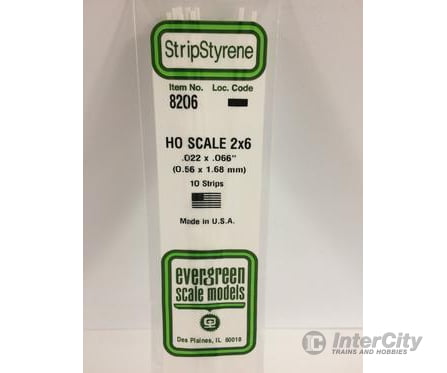 StripStyrene
Item No. Loc. Code
8206
HO SCALE 2x6
.022 x .066"
(0.56 x 1.68 mm)
10 Strips
Made in U.S.A.
evergreen
scale models
Des Plaines, IL 60018
InterCity
TRAINS AND HOBBIES